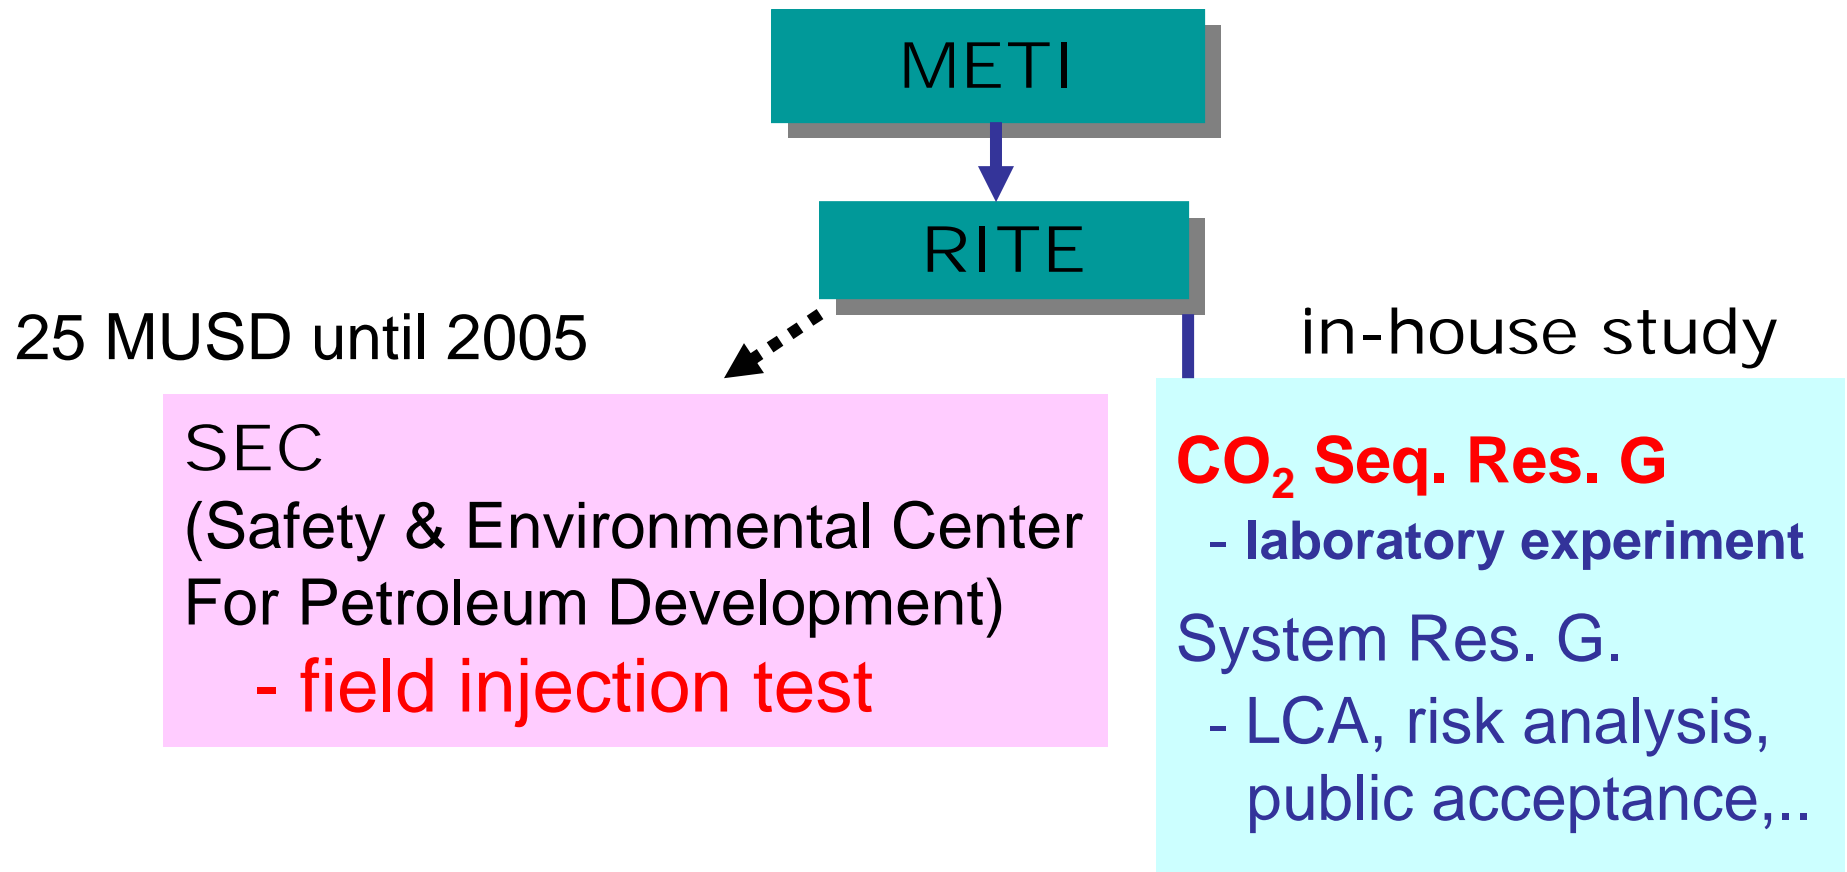 METI
RITE
25 MUSD until 2005
in-house study
SEC
(Safety & Environmental Center
For Petroleum Development)
- field injection test
CO₂ Seq. Res. G
- laboratory experiment
System Res. G.
- LCA, risk analysis,
public acceptance,..